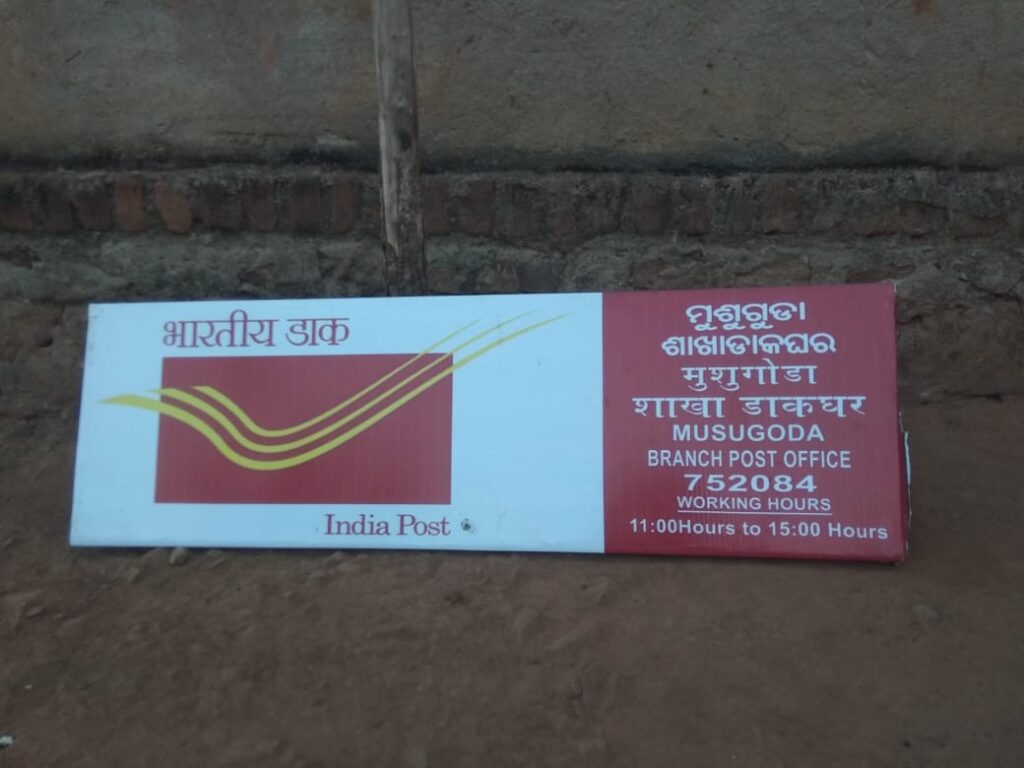 भारतीय डाक
India Post
ମୁଶୁଗୁଡା
ଶାଖାଡାକଘର
मुशुगोडा
शाखा डाकघर
MUSUGODA
BRANCH POST OFFICE
752084
WORKING HOURS
11:00Hours to 15:00 Hours